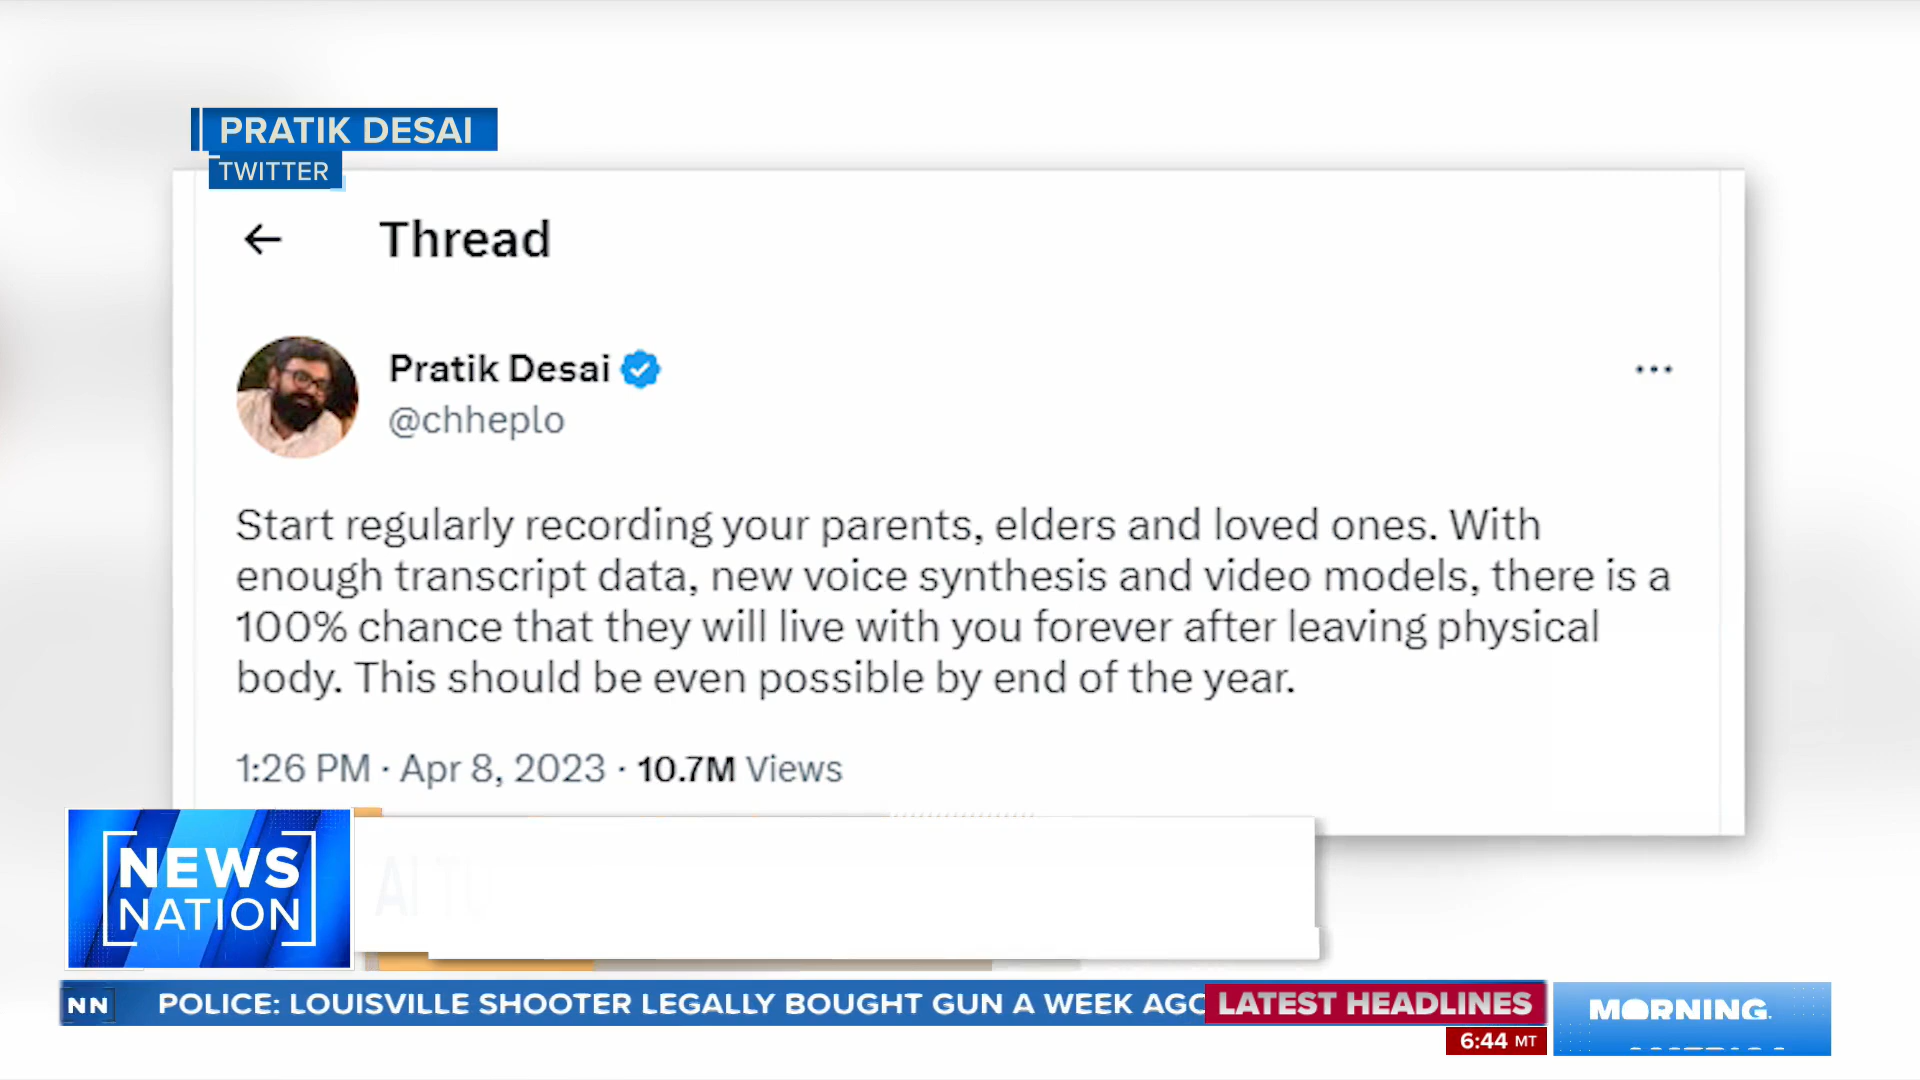 PRATIK DESAI
TWITTER
Thread
Pratik Desai
@chheplo
Start regularly recording your parents, elders and loved ones. With
enough transcript data, new voice synthesis and video models, there is a
100% chance that they will live with you forever after leaving physical
body. This should be even possible by end of the year.
1:26 PM · Apr 8, 2023 · 10.7M Views
NEWS
NATION
AI
NN POLICE: LOUISVILLE SHOOTER LEGALLY BOUGHT GUN A WEEK AGO LATEST HEADLINES
MORNING
6:44 MT